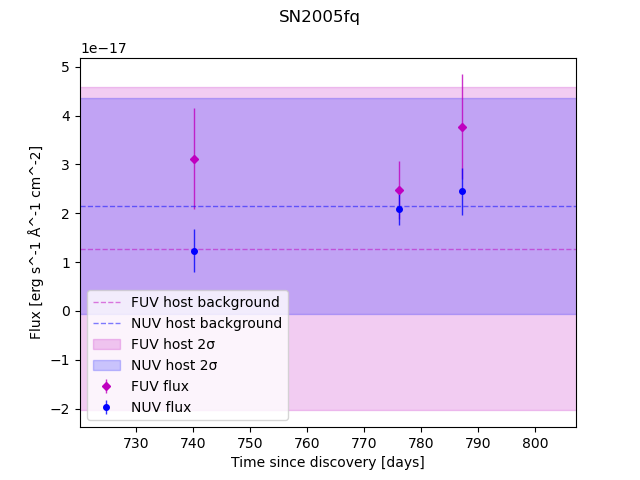 SN2005fq
1e−17
5
4
3
2
1
0
−1
−2
Flux [erg s^-1 Å^-1 cm^-2]
FUV host background
NUV host background
FUV host 2σ
NUV host 2σ
FUV flux
NUV flux
730 740 750 760 770 780 790 800
Time since discovery [days]